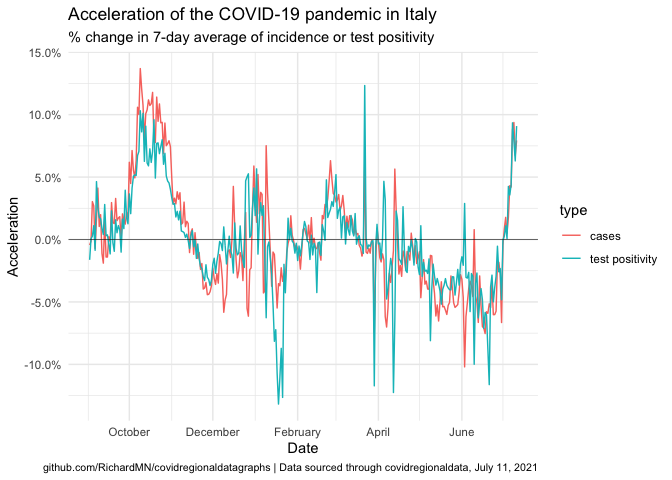 Acceleration of the COVID-19 pandemic in Italy
% change in 7-day average of incidence or test positivity
15.0%
10.0%
5.0%
0.0%
-5.0%
-10.0%
Acceleration
October December February April June
Date
type
cases
test positivity
github.com/RichardMN/covidregionaldatagraphs | Data sourced through covidregionaldata, July 11, 2021